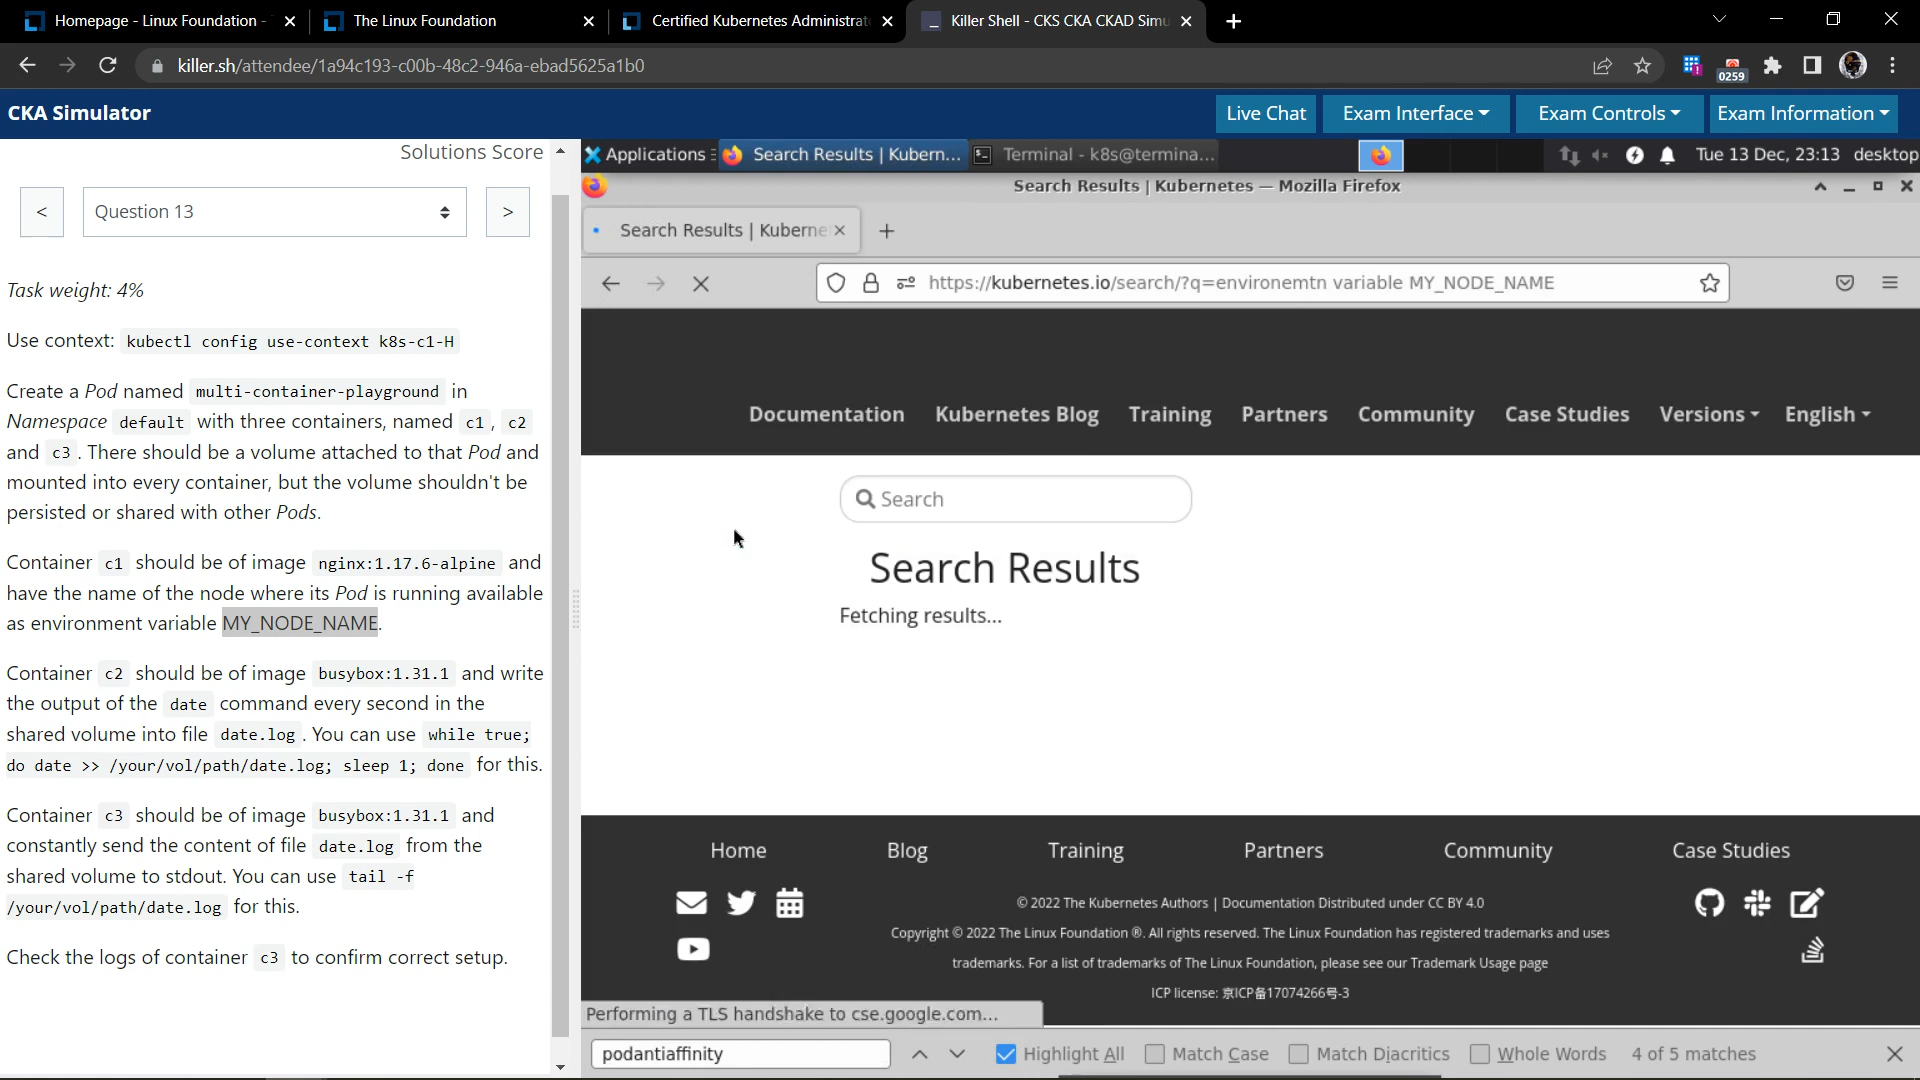 Homepage - Linux Foundation -
The Linux Foundation
Certified Kubernetes Administrat
Killer Shell - CKS CKA CKAD Simu
killer.sh/attendee/1a94c193-c00b-48c2-946a-ebad5625a1b0
0259
CKA Simulator
Live Chat
Exam Interface
Exam Controls
Exam Information
Solutions Score
<
Question 13
>
Task weight: 4%
Use context: kubectl config use-context k8s-c1-H
Create a Pod named multi-container-playground in
Namespace default with three containers, named c1, c2
and c3. There should be a volume attached to that Pod and
mounted into every container, but the volume shouldn't be
persisted or shared with other Pods.
Container c1 should be of image nginx:1.17.6-alpine and
have the name of the node where its Pod is running available
as environment variable MY_NODE_NAME.
Container c2 should be of image busybox:1.31.1 and write
the output of the date command every second in the
shared volume into file date.log. You can use while true;
do date >> /your/vol/path/date.log; sleep 1; done for this.
Container c3 should be of image busybox:1.31.1 and
constantly send the content of file date.log from the
shared volume to stdout. You can use tail -f
/your/vol/path/date.log for this.
Check the logs of container c3 to confirm correct setup.
Applications
Search Results | Kubern...
Terminal - k8s@termina...
Tue 13 Dec, 23:13 desktop
Search Results | Kubernetes — Mozilla Firefox
Search Results | Kuberne
https://kubernetes.io/search/?q=environemtn variable MY_NODE_NAME
Documentation
Kubernetes Blog
Training
Partners
Community
Case Studies
Versions
English
Search
Search Results
Fetching results...
Home
Blog
Training
Partners
Community
Case Studies
© 2022 The Kubernetes Authors | Documentation Distributed under CC BY 4.0
Copyright © 2022 The Linux Foundation ®. All rights reserved. The Linux Foundation has registered trademarks and uses
trademarks. For a list of trademarks of The Linux Foundation, please see our Trademark Usage page
ICP license: 京ICP备17074266号-3
Performing a TLS handshake to cse.google.com...
podantiaffinity
Highlight All
Match Case
Match Diacritics
Whole Words
4 of 5 matches